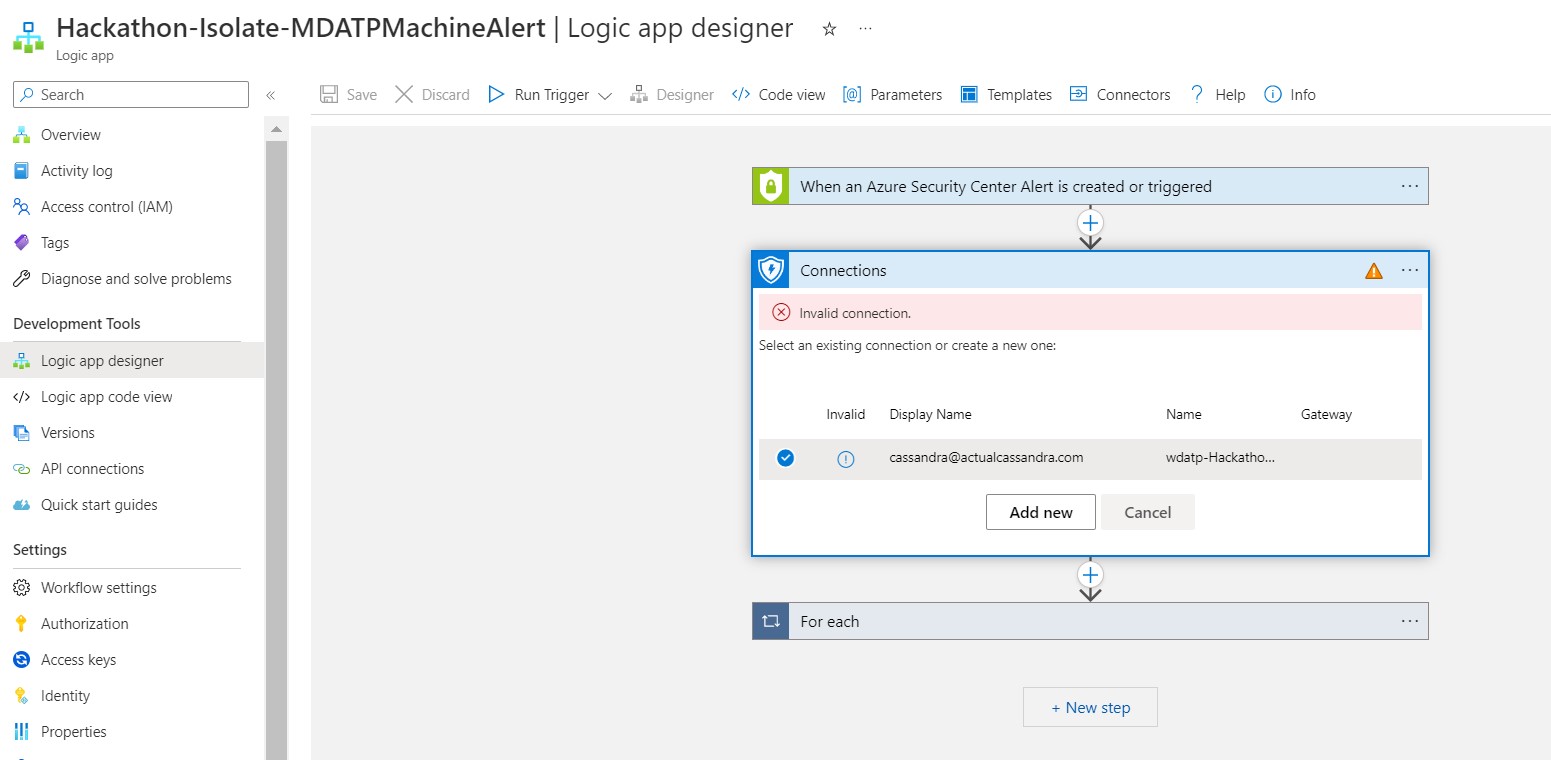 Hackathon-Isolate-MDATPMachineAlert | Logic app designer
Logic app
Search
Overview
Activity log
Access control (IAM)
Tags
Diagnose and solve problems
Development Tools
Logic app designer
Logic app code view
Versions
API connections
Quick start guides
Settings
Workflow settings
Authorization
Access keys
Identity
Properties
Save Discard Run Trigger Designer Code view Parameters Templates Connectors Help Info
When an Azure Security Center Alert is created or triggered
Connections
Invalid connection.
Select an existing connection or create a new one:
Invalid Display Name Name Gateway
cassandra@actualcassandra.com wdatp-Hackatho...
Add new Cancel
For each
+ New step